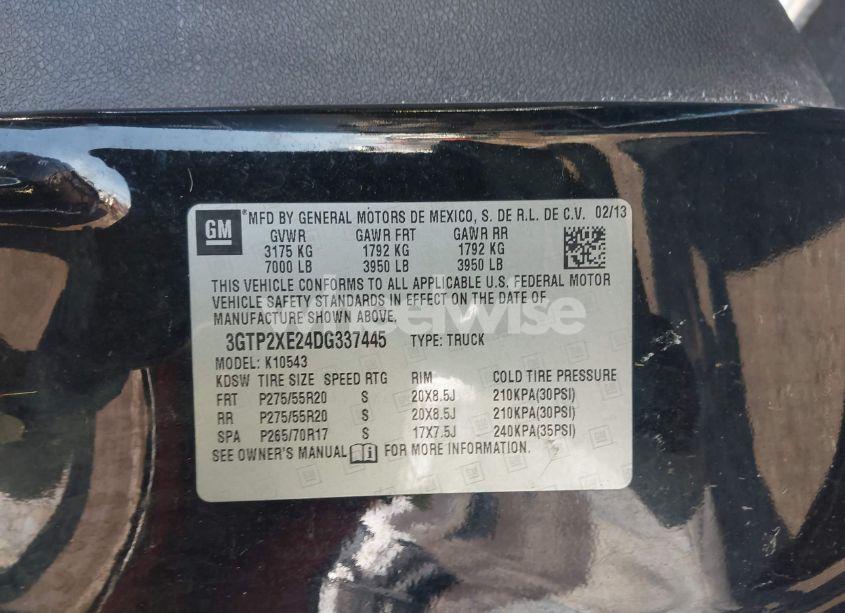 GM
MFD BY GENERAL MOTORS DE MEXICO, S. DE R.L. DE C.V. 02/13
GVWR GAWR FRT GAWR RR
3175 KG 1792 KG 1792 KG
7000 LB 3950 LB 3950 LB
THIS VEHICLE CONFORMS TO ALL APPLICABLE U.S. FEDERAL MOTOR
VEHICLE SAFETY STANDARDS IN EFFECT ON THE DATE OF
MANUFACTURE SHOWN ABOVE.
wheelwise
3GTP2XE24DG337445 TYPE: TRUCK
MODEL: K10543
KDSW TIRE SIZE SPEED RTG RIM COLD TIRE PRESSURE
FRT P275/55R20 S 20X8.5J 210KPA(30PSI)
RR P275/55R20 S 20X8.5J 210KPA(30PSI)
SPA P265/70R17 S 17X7.5J 240KPA(35PSI)
SEE OWNER'S MANUAL FOR MORE INFORMATION.